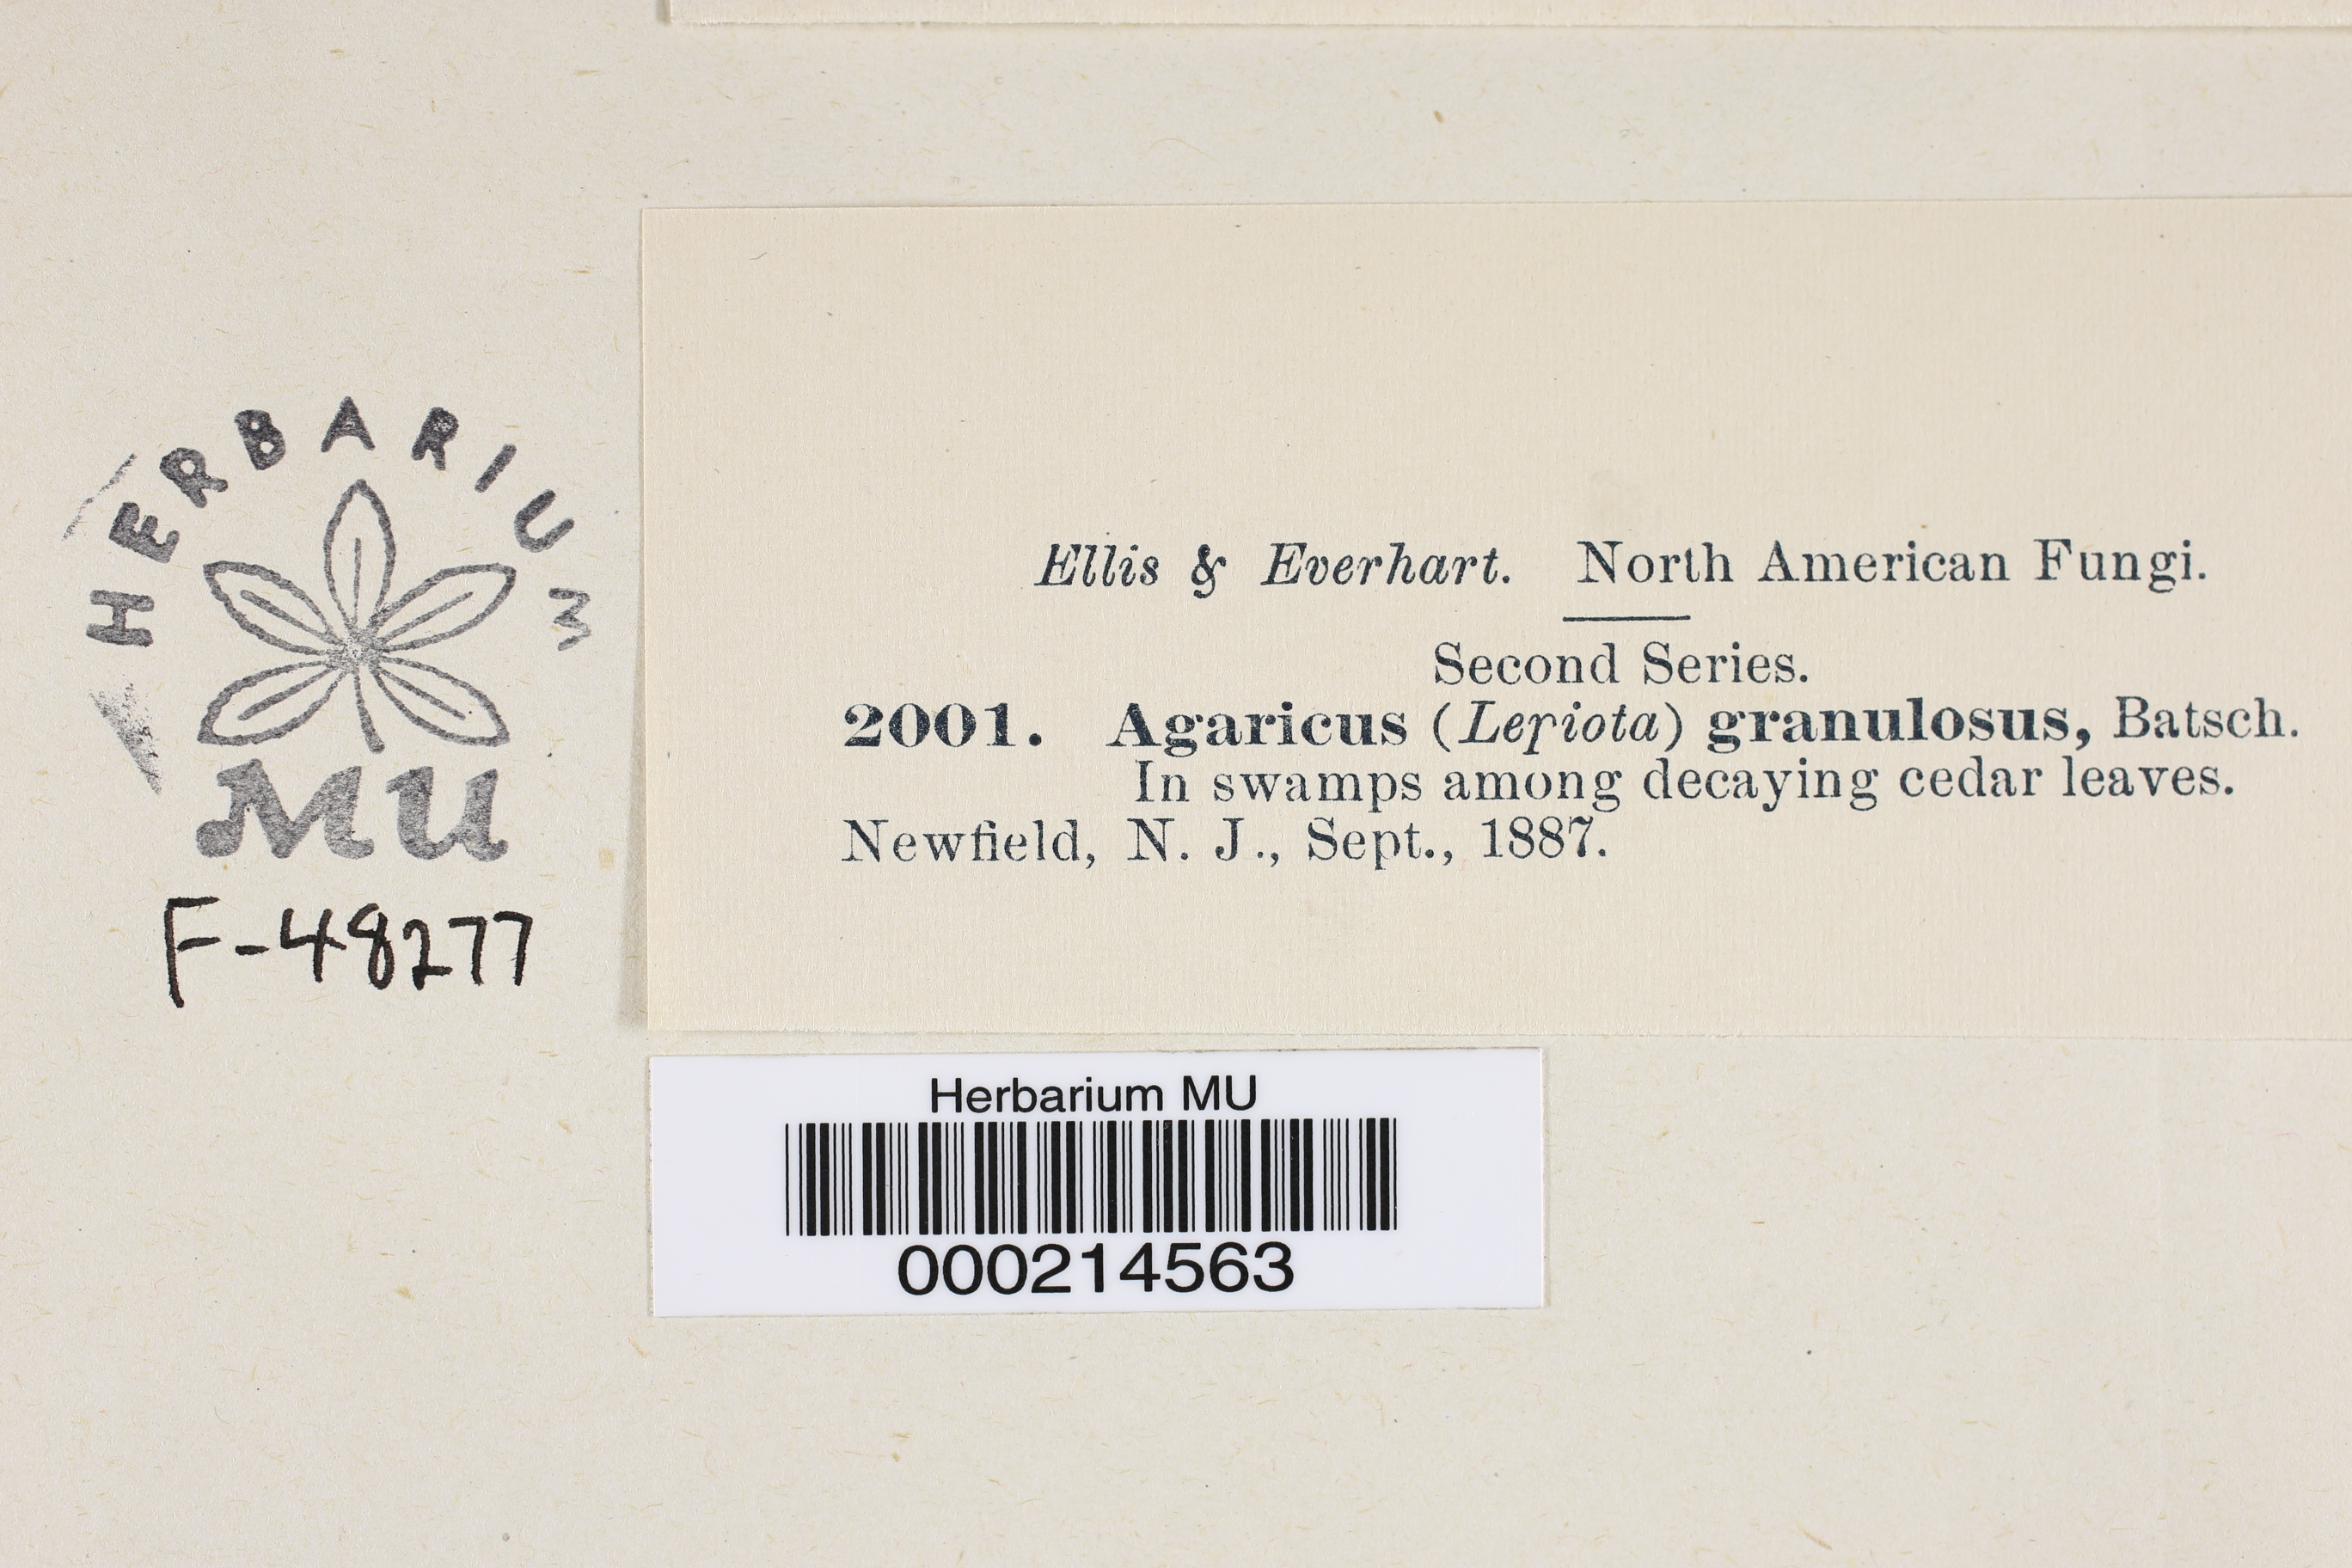 HERBARIUM
MU
F-48277
Ellis & Everhart. North American Fungi.
Second Series.
2001. Agaricus (Lepiota) granulosus, Batsch.
In swamps among decaying cedar leaves.
Newfield, N. J., Sept., 1887.
Herbarium MU
000214563